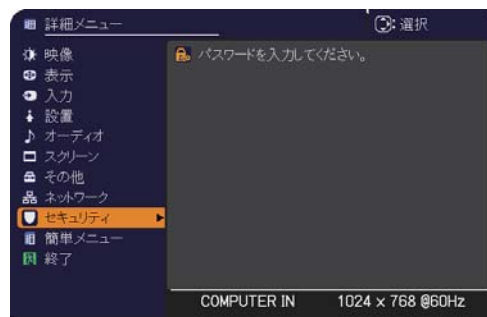 詳細メニュー
:選択
映像
表示
入力
設置
オーディオ
スクリーン
その他
ネットワーク
セキュリティ
簡単メニュー
終了
パスワードを入力してください。
COMPUTER IN 1024 x 768 @60Hz